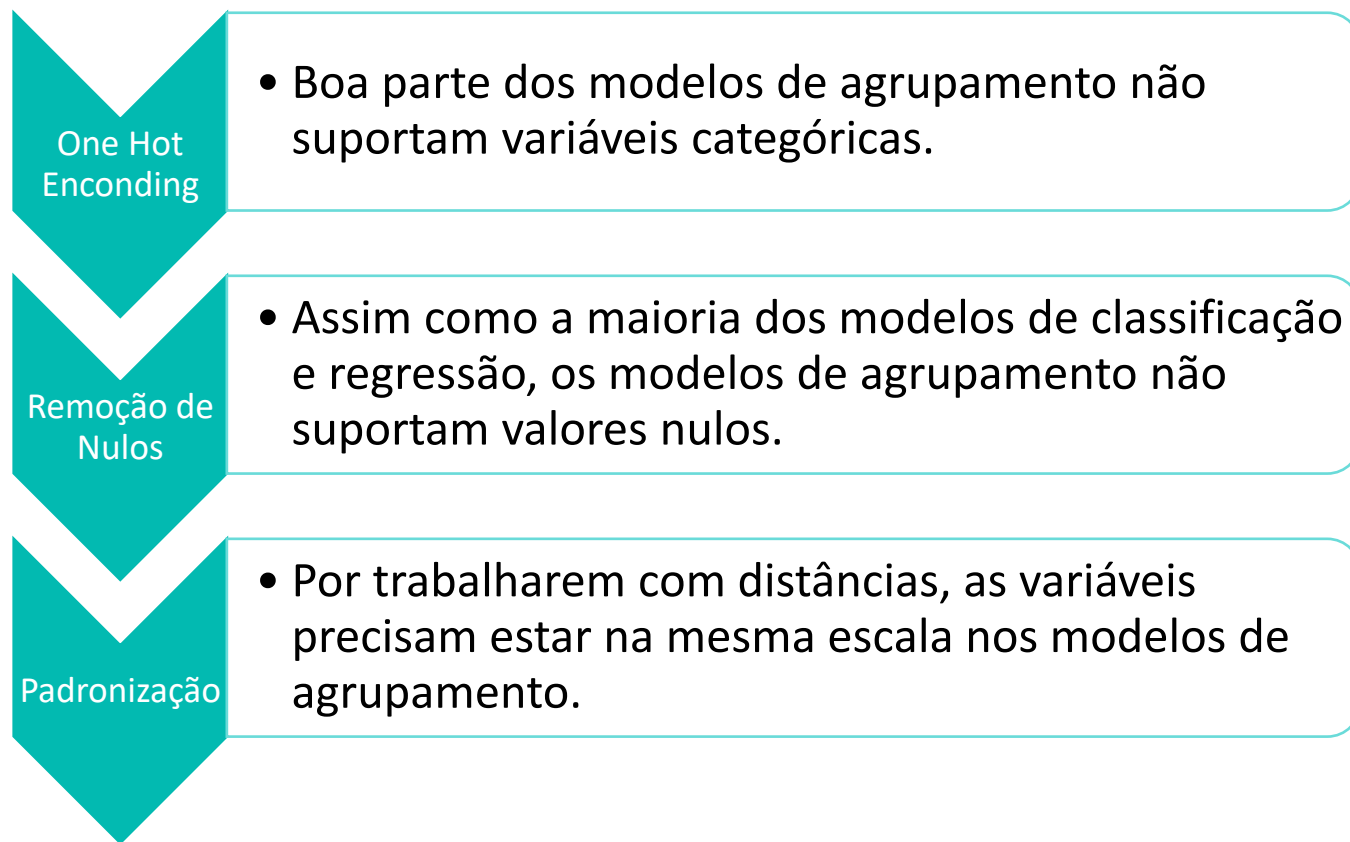 One Hot
Enconding
• Boa parte dos modelos de agrupamento não
suportam variáveis categóricas.
Remoção de
Nulos
• Assim como a maioria dos modelos de classificação
e regressão, os modelos de agrupamento não
suportam valores nulos.
Padronização
• Por trabalharem com distâncias, as variáveis
precisam estar na mesma escala nos modelos de
agrupamento.